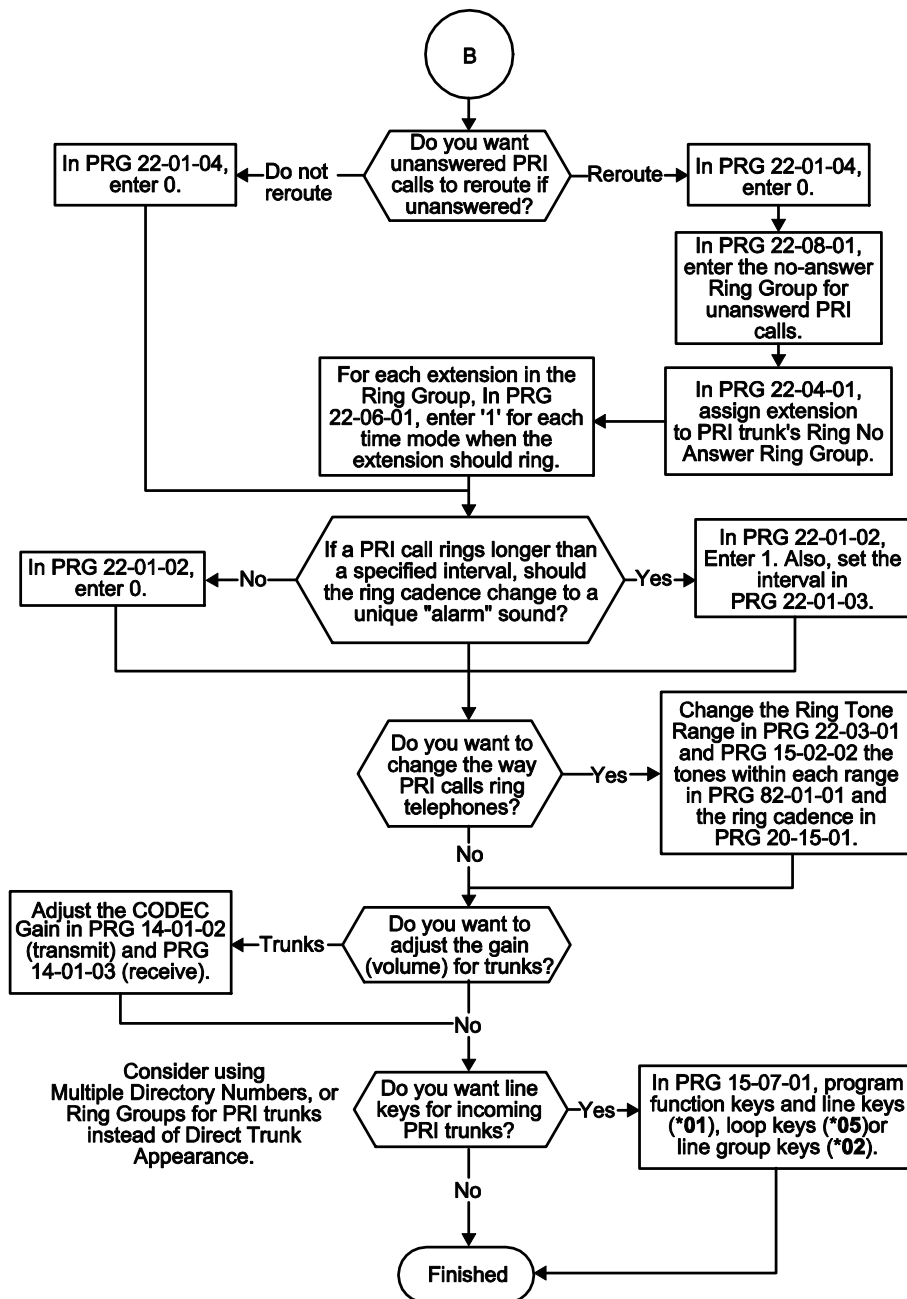 B
Do you want
unanswered PRI
calls to reroute if
unanswered?
Do not
reroute
In PRG 22-01-04,
enter 0.
Reroute
In PRG 22-01-04,
enter 0.
In PRG 22-08-01,
enter the no-answer
Ring Group for
unanswerd PRI
calls.
In PRG 22-04-01,
assign extension
to PRI trunk's Ring No
Answer Ring Group.
For each extension in the
Ring Group, In PRG
22-06-01, enter '1' for each
time mode when the
extension should ring.
If a PRI call rings longer than
a specified interval, should
the ring cadence change to a
unique "alarm" sound?
No
In PRG 22-01-02,
enter 0.
Yes
In PRG 22-01-02,
Enter 1. Also, set the
interval in
PRG 22-01-03.
Do you want to
change the way
PRI calls ring
telephones?
Yes
Change the Ring Tone
Range in PRG 22-03-01
and PRG 15-02-02 the
tones within each range
in PRG 82-01-01 and
the ring cadence in
PRG 20-15-01.
No
Do you want to
adjust the gain
(volume) for trunks?
Trunks
Adjust the CODEC
Gain in PRG 14-01-02
(transmit) and PRG
14-01-03 (receive).
No
Consider using
Multiple Directory Numbers, or
Ring Groups for PRI trunks
instead of Direct Trunk
Appearance.
Do you want line
keys for incoming
PRI trunks?
Yes
In PRG 15-07-01, program
function keys and line keys
(*01), loop keys (*05)or
line group keys (*02).
No
Finished